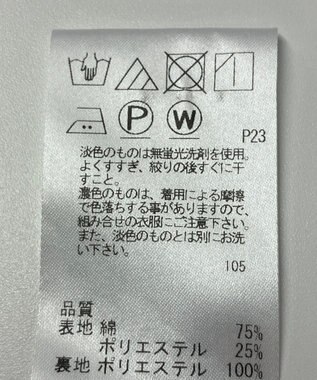 P W
P23
淡色のものは無蛍光洗剤を使用。
よくすすぎ、絞りの後すぐに干
すこと。
濃色のものは、着用による摩擦
で色落ちする事がありますので、
組み合せの衣服にご注意下さい。
また、淡色のものとは別にお洗
い下さい。
105
品質
表地 綿 75%
ポリエステル 25%
裏地 ポリエステル 100%